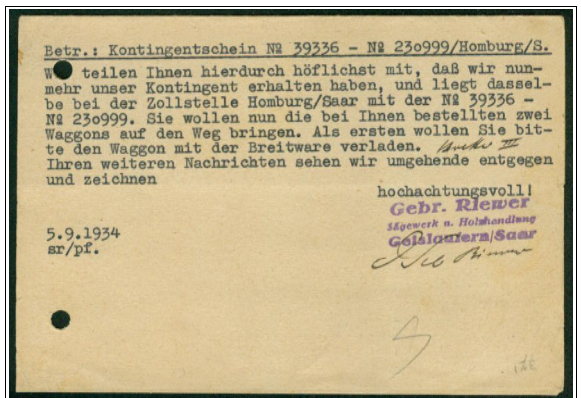 Betr.: Kontingentschein № 39336 - № 230999/Homburg/S.
W teilen Ihnen hierdurch höflichst mit, daß wir nun-
mehr unser Kontingent erhalten haben, und liegt dassel-
be bei der Zollstelle Homburg/Saar mit der № 39336 -
№ 230999. Sie wollen nun die bei Ihnen bestellten zwei
Waggons auf den Weg bringen. Als ersten wollen Sie bit-
te den Waggon mit der Breitware verladen.
Ihren weiteren Nachrichten sehen wir umgehende entgegen
und zeichnen
hochachtungsvoll!
Gebr. Riewer
Sägewerk u. Holzhandlung
Geislautern/Saar
5.9.1934
sr/pf.